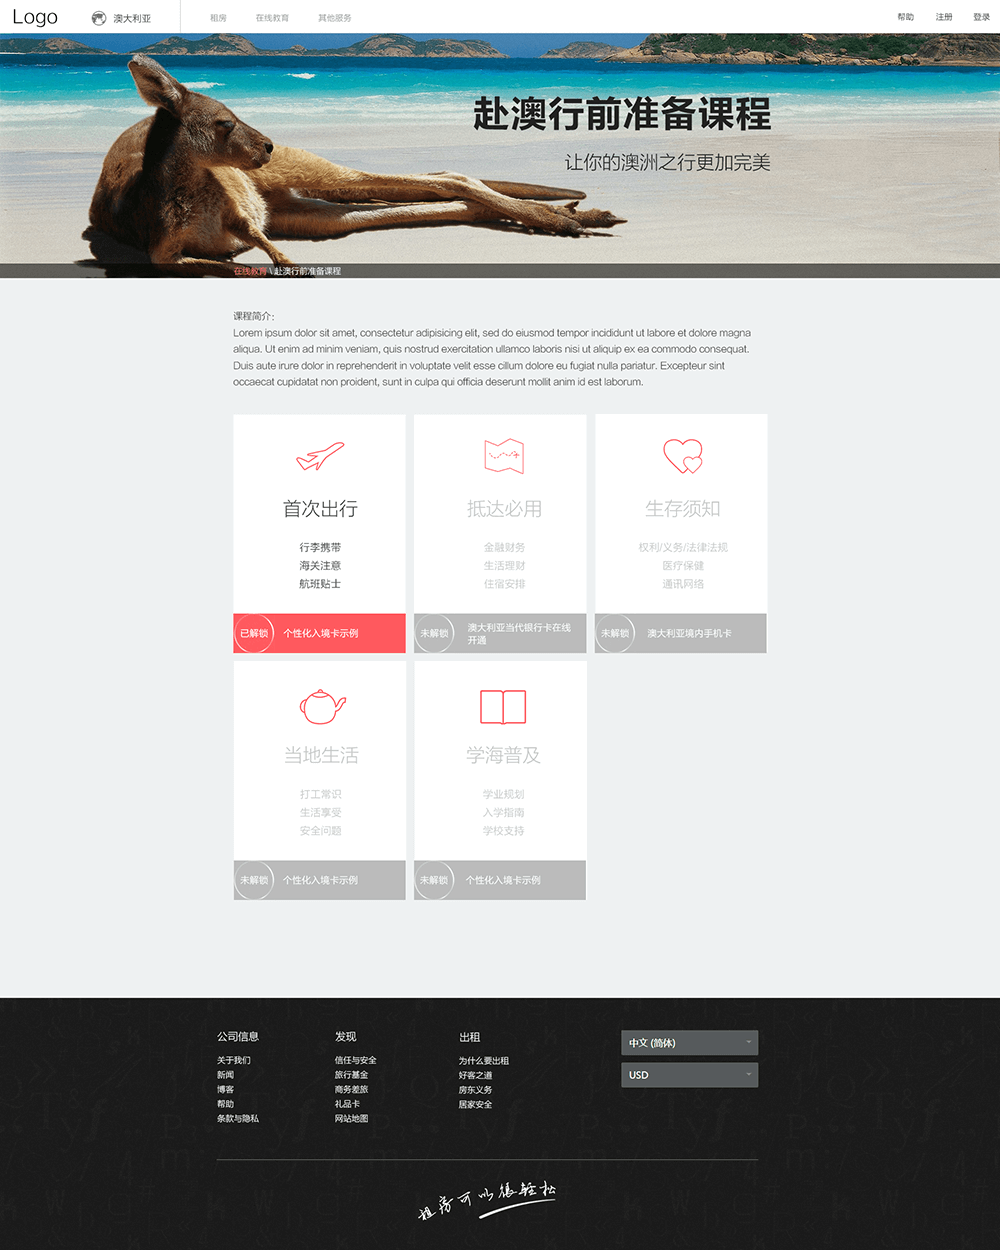 Logo
澳大利亚
租房
在线教育
其他服务
帮助
注册
登录
赴澳行前准备课程
让你的澳洲之行更加完美
在线教育 \ 赴澳行前准备课程
课程简介:
Lorem ipsum dolor sit amet, consectetur adipisicing elit, sed do eiusmod tempor incididunt ut labore et dolore magna
aliqua. Ut enim ad minim veniam, quis nostrud exercitation ullamco laboris nisi ut aliquip ex ea commodo consequat.
Duis aute irure dolor in reprehenderit in voluptate velit esse cillum dolore eu fugiat nulla pariatur. Excepteur sint
occaecat cupidatat non proident, sunt in culpa qui officia deserunt mollit anim id est laborum.
首次出行
行李携带
海关注意
航班贴士
已解锁
个性化入境卡示例
抵达必用
金融财务
生活理财
住宿安排
未解锁
澳大利亚当代银行卡在线
开通
生存须知
权利/义务/法律法规
医疗保健
通讯网络
未解锁
澳大利亚境内手机卡
当地生活
打工常识
生活享受
安全问题
未解锁
个性化入境卡示例
学海普及
学业规划
入学指南
学校支持
未解锁
个性化入境卡示例
公司信息
关于我们
新闻
博客
帮助
条款与隐私
发现
信任与安全
旅行基金
商务差旅
礼品卡
网站地图
出租
为什么要出租
好客之道
房东义务
居家安全
中文 (简体)
USD
租房可以很轻松